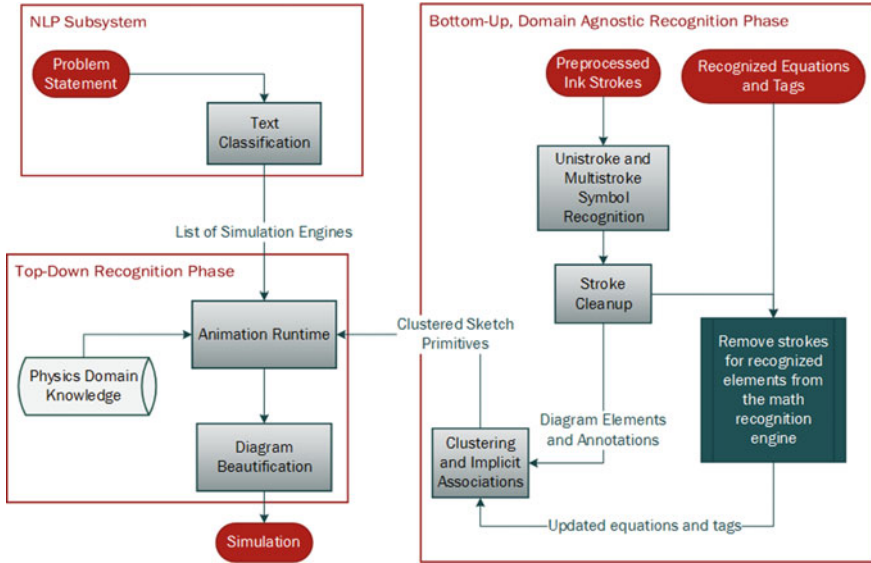 NLP Subsystem
Problem
Statement
Text
Classification
List of Simulation Engines
Top-Down Recognition Phase
Animation Runtime
Physics Domain
Knowledge
Diagram
Beautification
Simulation
Bottom-Up, Domain Agnostic Recognition Phase
Preprocessed
Ink Strokes
Recognized Equations
and Tags
Unistroke and
Multistroke
Symbol
Recognition
Stroke
Cleanup
Clustered Sketch
Primitives
Remove strokes
for recognized
elements from
the math
recognition
engine
Diagram Elements
and Annotations
Clustering
and Implicit
Associations
Updated equations and tags